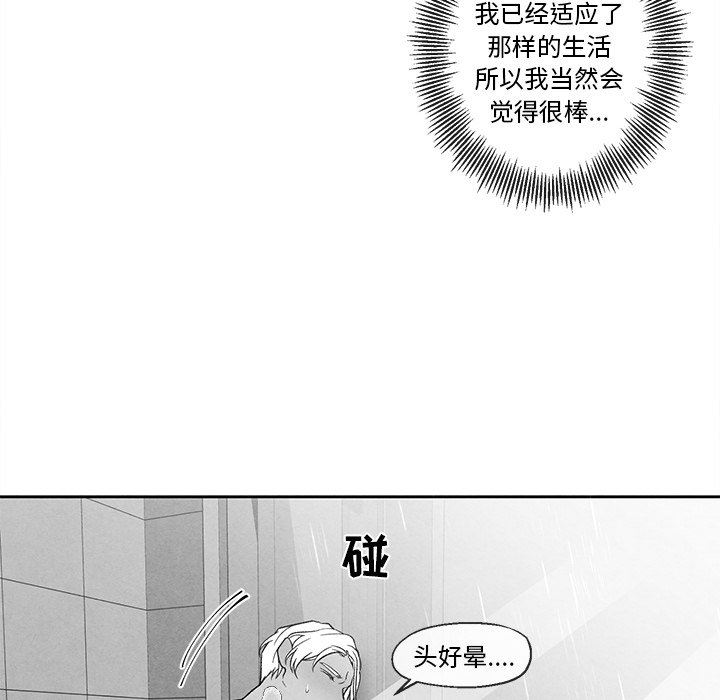 我已经适应了
那样的生活
所以我当然会
觉得很棒...
碰
头好晕....